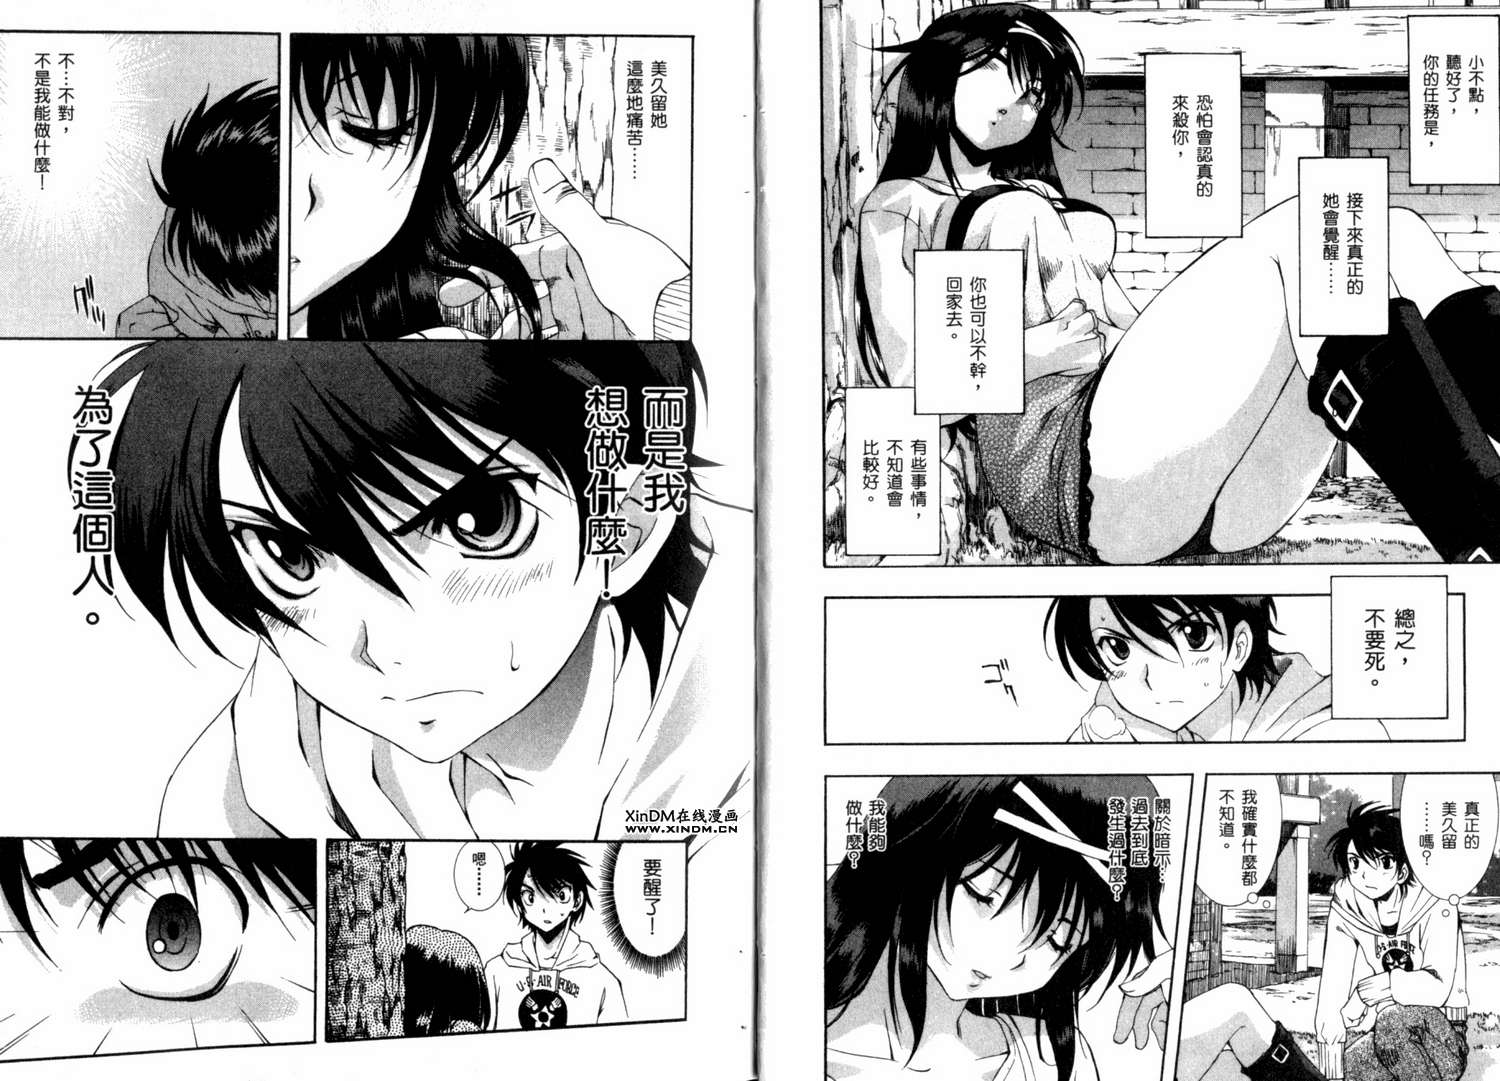 小不點，
聽好了，
你的任務是，
接下來真正的
她會覺醒……
恐怕會認真的
來殺你，
你也可以不幹，
回家去。
有些事情，
不知道會
比較好。
總之，
不要死。
ゴク
真正的
美久留
……嗎？
我確實什麼都
不知道。
關於暗示…
過去到底
發生過什麼？
我能夠
做什麼？
U·S·AIR FORCE
美久留她
這麼地痛苦……
不…不對，
不是我能做什麼！
而是我
想做什麼！
為了這個人。
要醒了！
嗯……
U·S·AIR FORCE
XinDM在线漫画
WWW.XINDM.CN